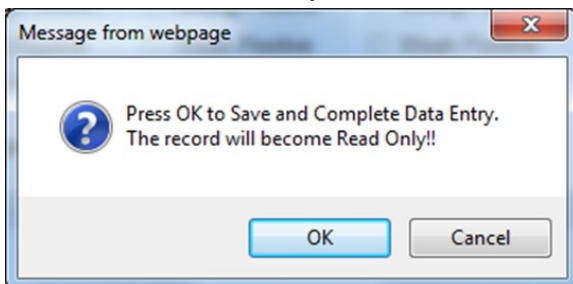 Message from webpage
Press OK to Save and Complete Data Entry.
The record will become Read Only!!
OK
Cancel